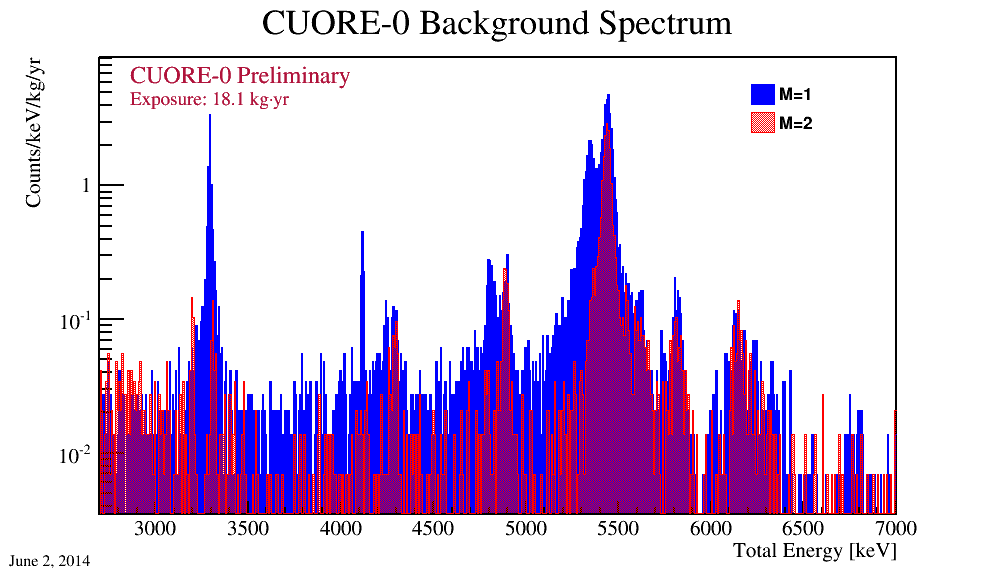 CUORE-0 Background Spectrum
Counts/keV/kg/yr
CUORE-0 Preliminary
Exposure: 18.1 kg·yr
M=1
M=2
1
10-1
10-2
3000 3500 4000 4500 5000 5500 6000 6500 7000
Total Energy [keV]
June 2, 2014